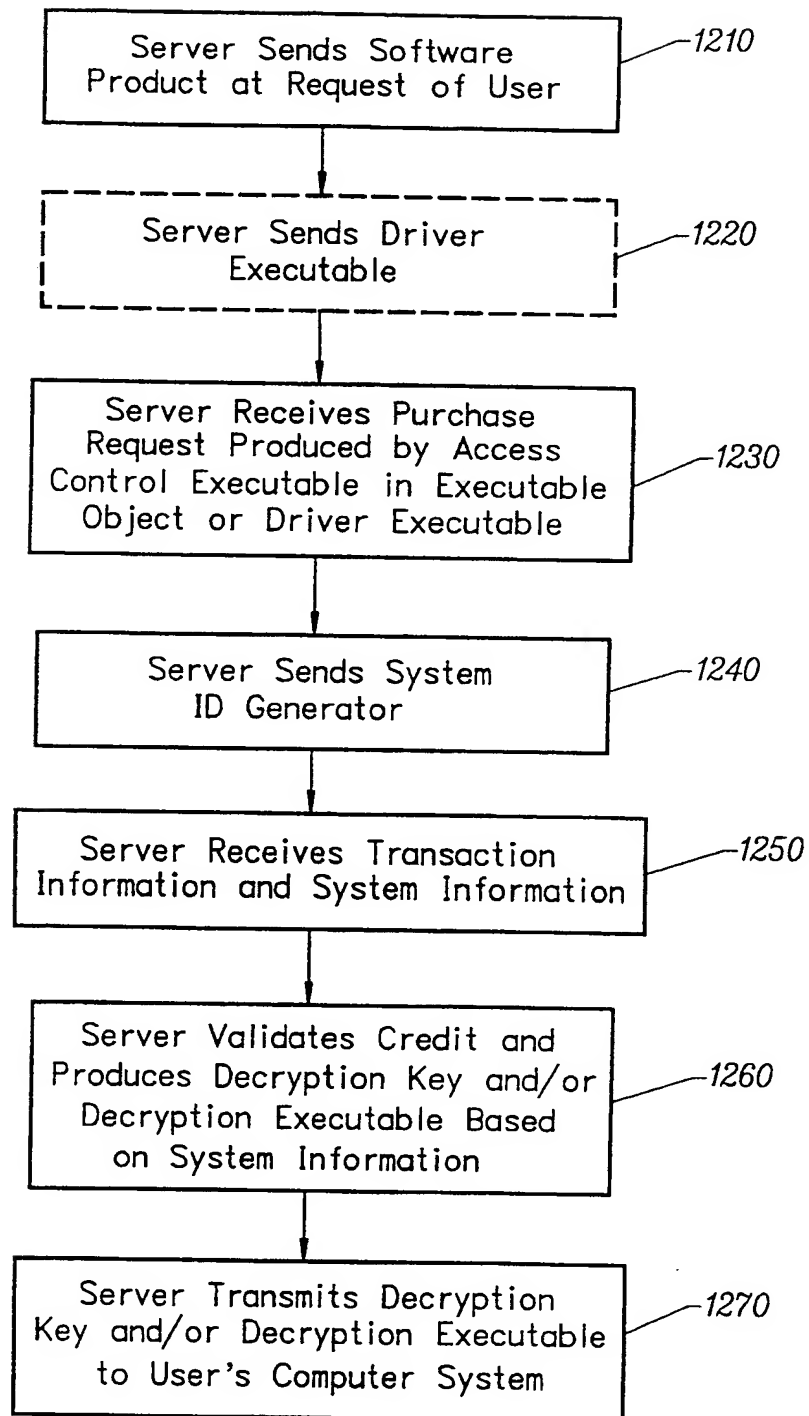 Server Sends Software
Product at Request of User
1210
Server Sends Driver
Executable
1220
Server Receives Purchase
Request Produced by Access
Control Executable in Executable
Object or Driver Executable
1230
Server Sends System
ID Generator
1240
Server Receives Transaction
Information and System Information
1250
Server Validates Credit and
Produces Decryption Key and/or
Decryption Executable Based
on System Information
1260
Server Transmits Decryption
Key and/or Decryption Executable
to User's Computer System
1270